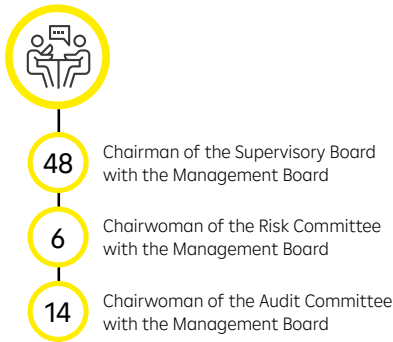 48
Chairman of the Supervisory Board
with the Management Board
6
Chairwoman of the Risk Committee
with the Management Board
14
Chairwoman of the Audit Committee
with the Management Board